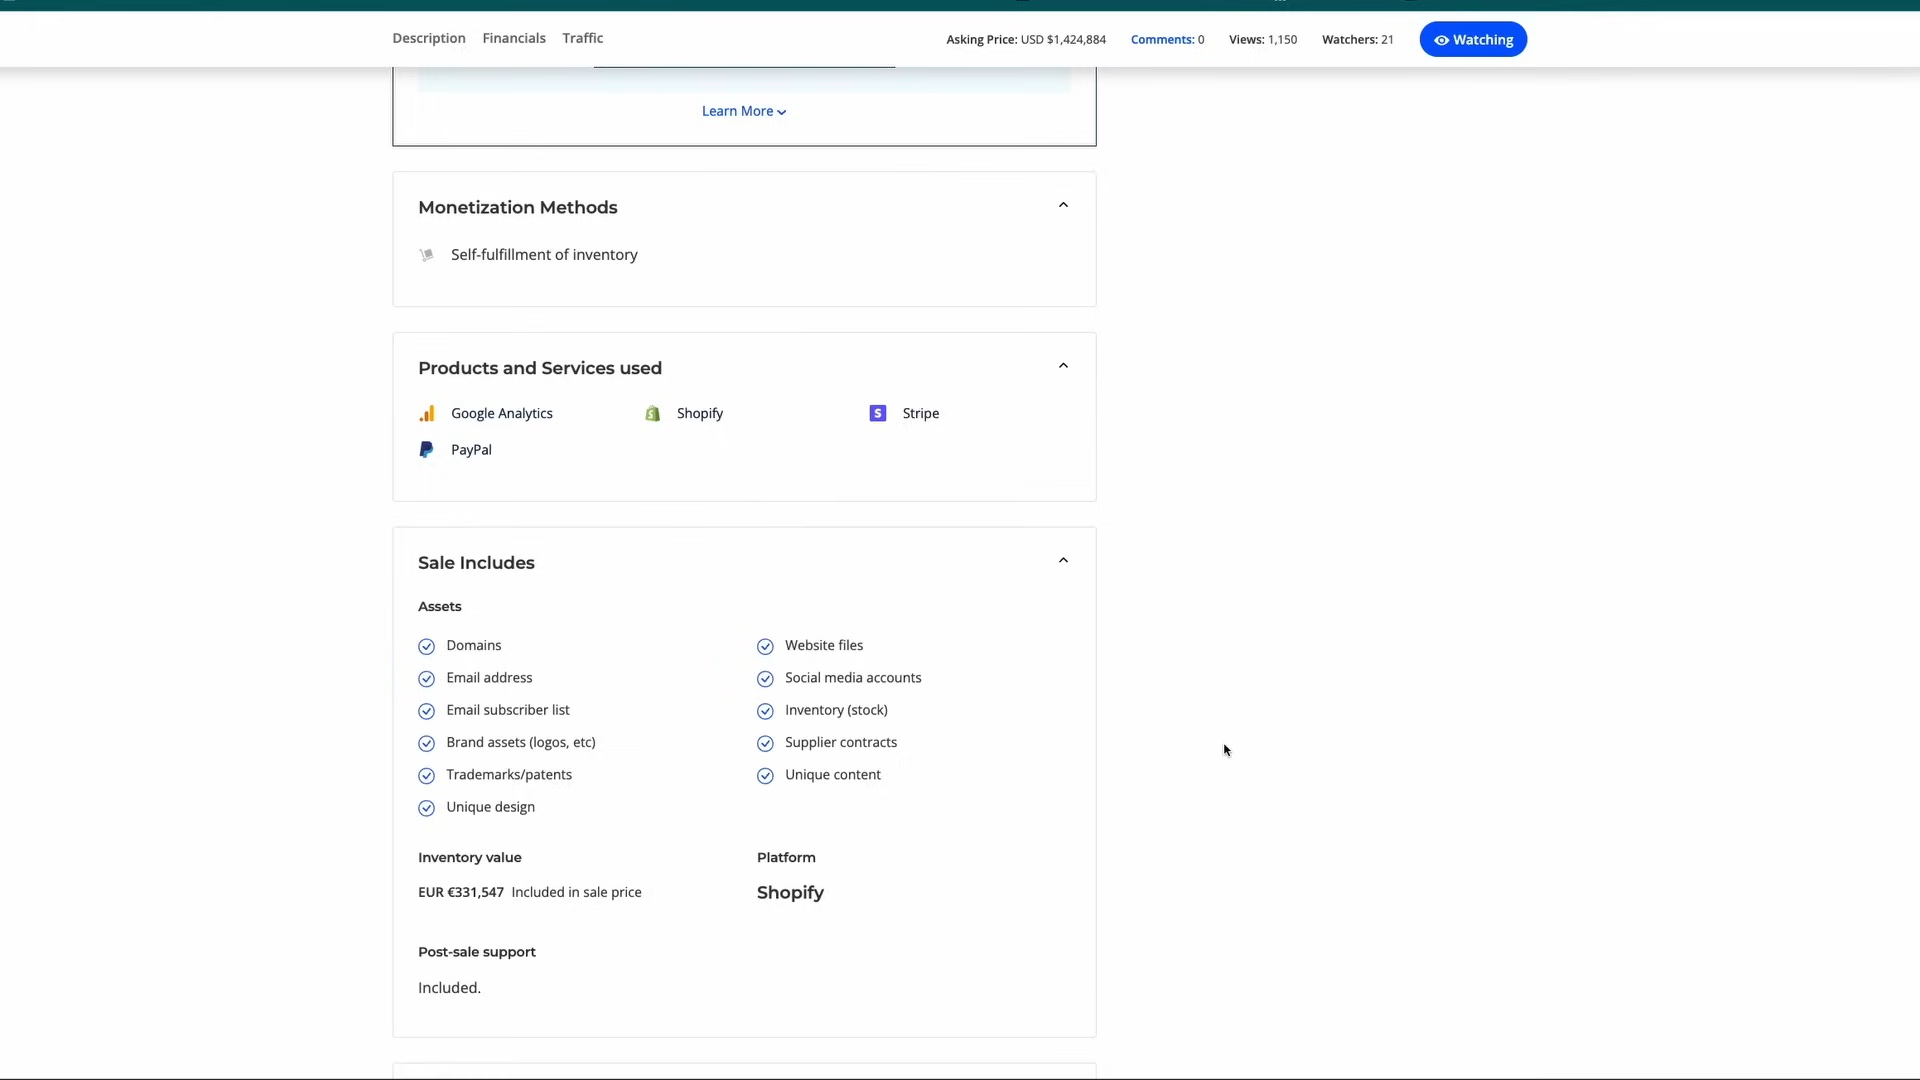 Description Financials Traffic Asking Price: USD $1,424,884 Comments: 0 Views: 1,150 Watchers: 21 Watching
Learn More
Monetization Methods
Self-fulfillment of inventory
Products and Services used
Google Analytics Shopify Stripe
PayPal
Sale Includes
Assets
Domains Website files
Email address Social media accounts
Email subscriber list Inventory (stock)
Brand assets (logos, etc) Supplier contracts
Trademarks/patents Unique content
Unique design
Inventory value Platform
EUR €331,547 Included in sale price Shopify
Post-sale support
Included.